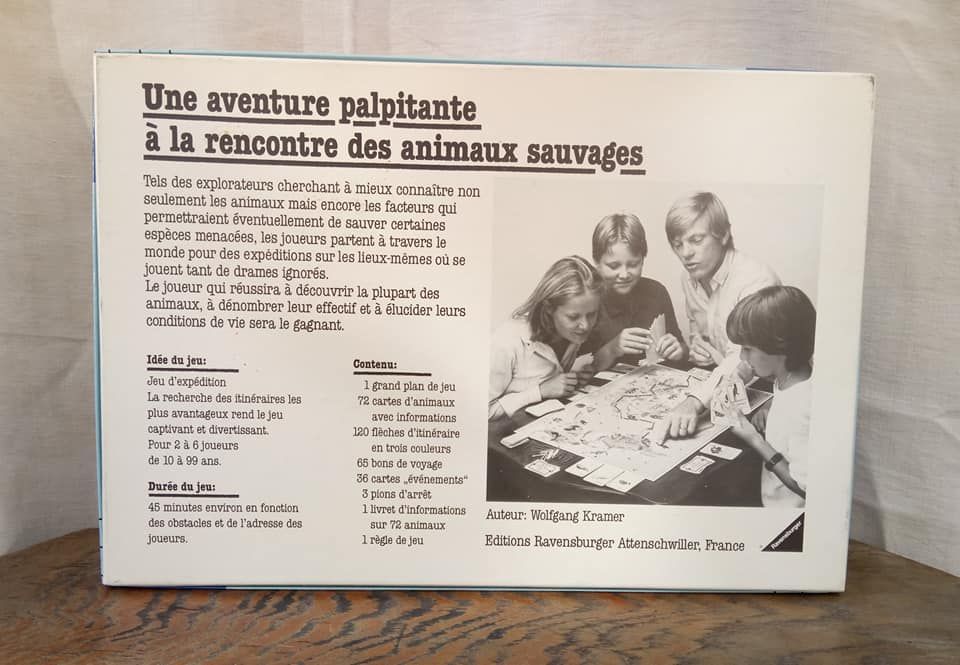 Une aventure palpitante
à la rencontre des animaux sauvages
Tels des explorateurs cherchant à mieux connaître non
seulement les animaux mais encore les facteurs qui
permettraient éventuellement de sauver certaines
espèces menacées, les joueurs partent à travers le
monde pour des expéditions sur les lieux-mêmes où se
jouent tant de drames ignorés.
Le joueur qui réussira à découvrir la plupart des
animaux, à dénombrer leur effectif et à élucider leurs
conditions de vie sera le gagnant.
Idée du jeu:
Jeu d'expédition
La recherche des itinéraires les
plus avantageux rend le jeu
captivant et divertissant.
Pour 2 à 6 joueurs
de 10 à 99 ans.
Durée du jeu:
45 minutes environ en fonction
des obstacles et de l'adresse des
joueurs.
Contenu:
1 grand plan de jeu
72 cartes d'animaux
avec informations
120 flèches d'itinéraire
en trois couleurs
65 bons de voyage
36 cartes „événements“
3 pions d'arrêt
1 livret d'informations
sur 72 animaux
1 règle de jeu
Auteur: Wolfgang Kramer
Editions Ravensburger Attenschwiller, France
Ravensburger